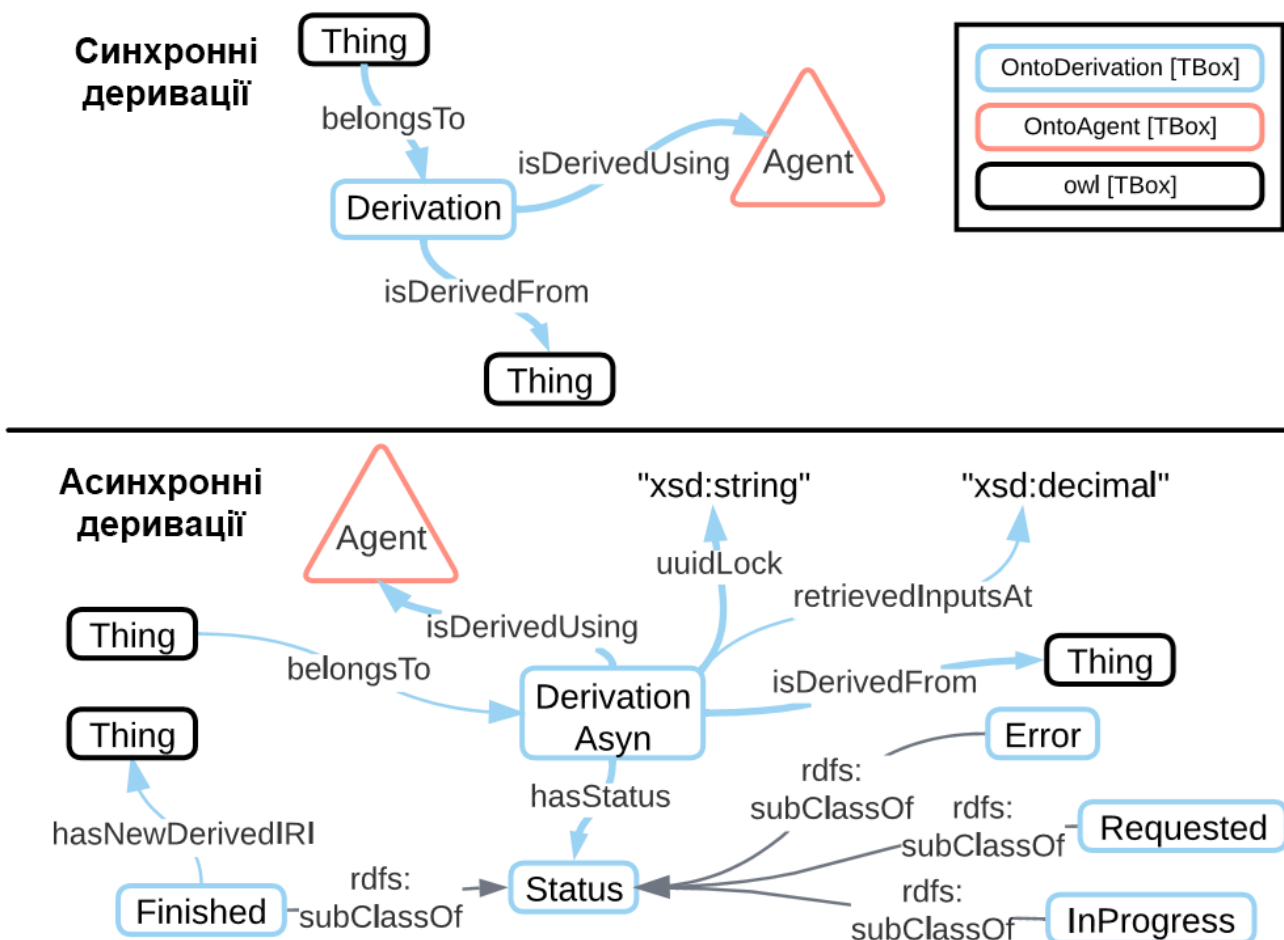 Синхронні
деривації
Thing
belongsTo
isDerivedUsing
Agent
Derivation
isDerivedFrom
Thing
OntoDerivation [TBox]
OntoAgent [TBox]
owl [TBox]
Асинхронні
деривації
Agent
"xsd:string"
"xsd:decimal"
uuidLock
retrievedInputsAt
isDerivedUsing
Thing
belongsTo
isDerivedFrom
Thing
Derivation
Asyn
Thing
Error
hasStatus
rdfs:
subClassOf
hasNewDerivedIRI
rdfs:
subClassOf
Requested
Finished
rdfs:
subClassOf
Status
rdfs:
subClassOf
InProgress